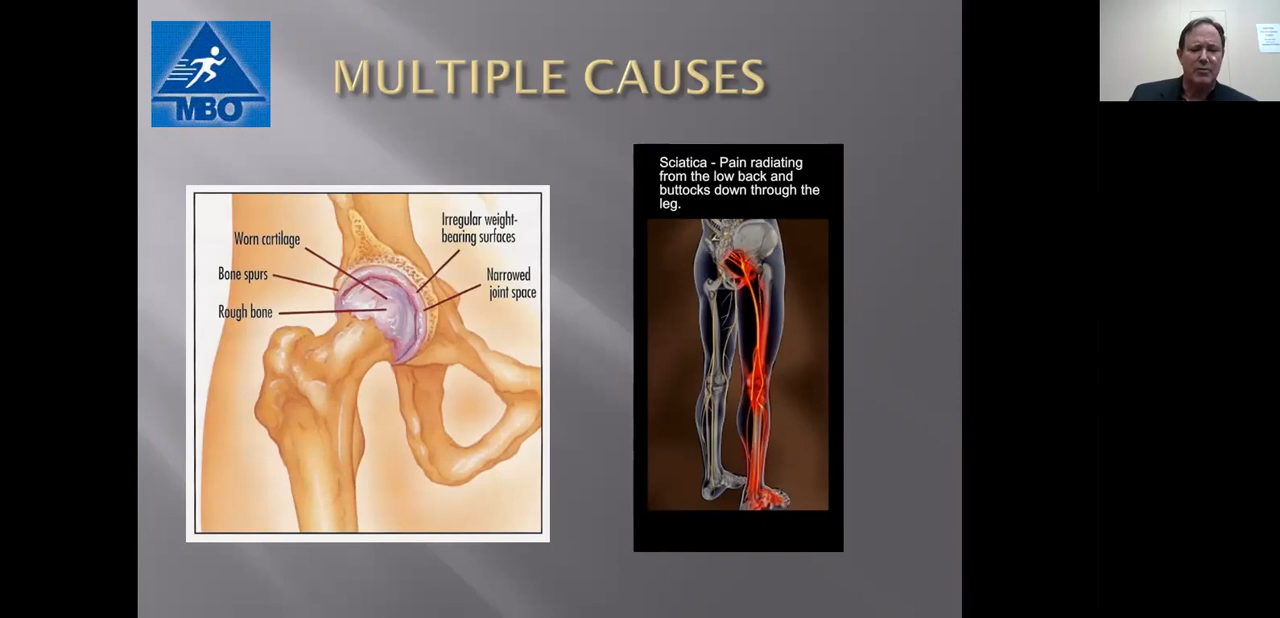 MBO
MULTIPLE CAUSES
Worn cartilage
Bone spurs
Rough bone
Irregular weight-
bearing surfaces
Narrowed
joint space
Sciatica - Pain radiating
from the low back and
buttocks down through the
leg.